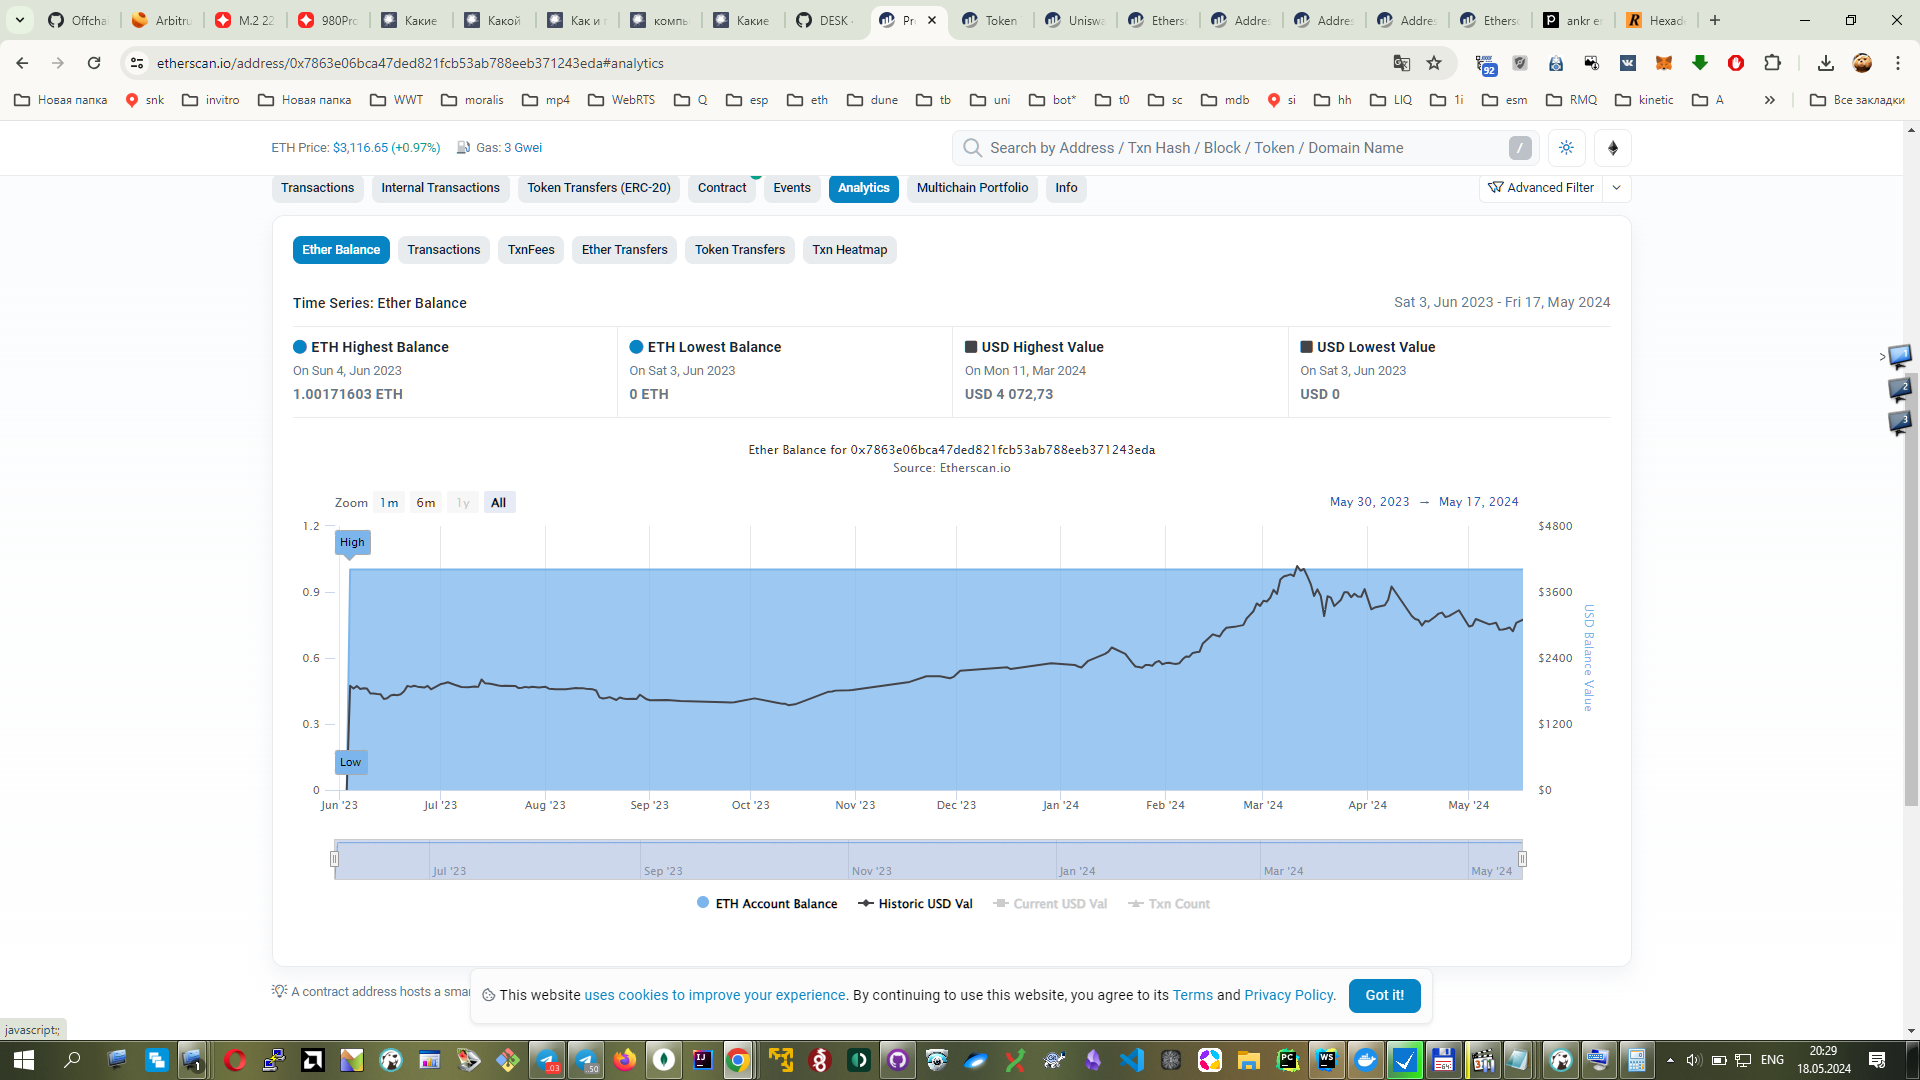 Offchai
Arbitru
M.2 22
980Pro
Какие
Какой
Как и п
компь
Какие
DESK
Pr
Token
Uniswa
Ethersc
Addres
Addres
Addres
Ethersc
ankr er
Hexade
etherscan.io/address/0x7863e06bca47ded821fcb53ab788eeb371243eda#analytics
92
Новая папка
snk
invitro
Новая папка
WWT
moralis
mp4
WebRTS
Q
esp
eth
dune
tb
uni
bot*
t0
sc
mdb
si
hh
LIQ
1i
esm
RMQ
kinetic
A
»
Все закладки
ETH Price: $3,116.65 (+0.97%)
Gas: 3 Gwei
Search by Address / Txn Hash / Block / Token / Domain Name
/
Transactions
Internal Transactions
Token Transfers (ERC-20)
Contract
Events
Analytics
Multichain Portfolio
Info
Advanced Filter
Ether Balance
Transactions
TxnFees
Ether Transfers
Token Transfers
Txn Heatmap
Time Series: Ether Balance
Sat 3, Jun 2023 - Fri 17, May 2024
ETH Highest Balance
On Sun 4, Jun 2023
1.00171603 ETH
ETH Lowest Balance
On Sat 3, Jun 2023
0 ETH
USD Highest Value
On Mon 11, Mar 2024
USD 4 072,73
USD Lowest Value
On Sat 3, Jun 2023
USD 0
Ether Balance for 0x7863e06bca47ded821fcb53ab788eeb371243eda
Source: Etherscan.io
Zoom 1m 6m 1y All
May 30, 2023 → May 17, 2024
1.2
0.9
0.6
0.3
0
High
Low
$4800
$3600
$2400
$1200
$0
USD Balance Value
Jun '23
Jul '23
Aug '23
Sep '23
Oct '23
Nov '23
Dec '23
Jan '24
Feb '24
Mar '24
Apr '24
May '24
Jul '23
Sep '23
Nov '23
Jan '24
Mar '24
May '24
ETH Account Balance
Historic USD Val
Current USD Val
Txn Count
A contract address hosts a smar
This website uses cookies to improve your experience. By continuing to use this website, you agree to its Terms and Privacy Policy.
Got it!
javascript:;
ENG
20:29
18.05.2024